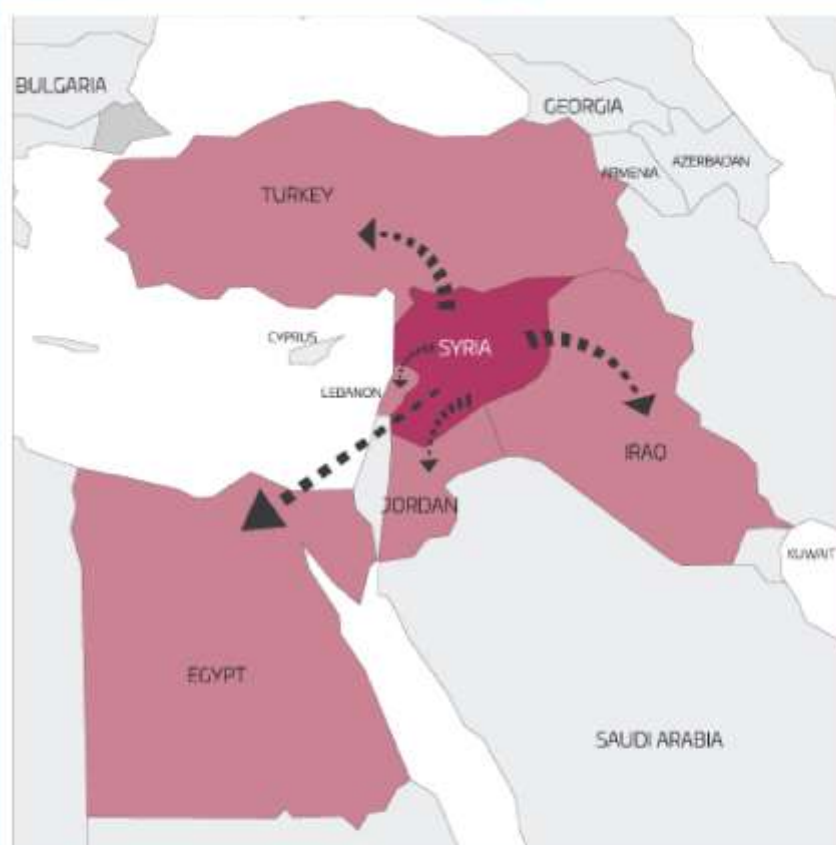 BULGARIA
GEORGIA
ARMENIA
AZERBAIJAN
TURKEY
CYPRUS
SYRIA
LEBANON
IRAQ
JORDAN
KUWAIT
EGYPT
SAUDI ARABIA